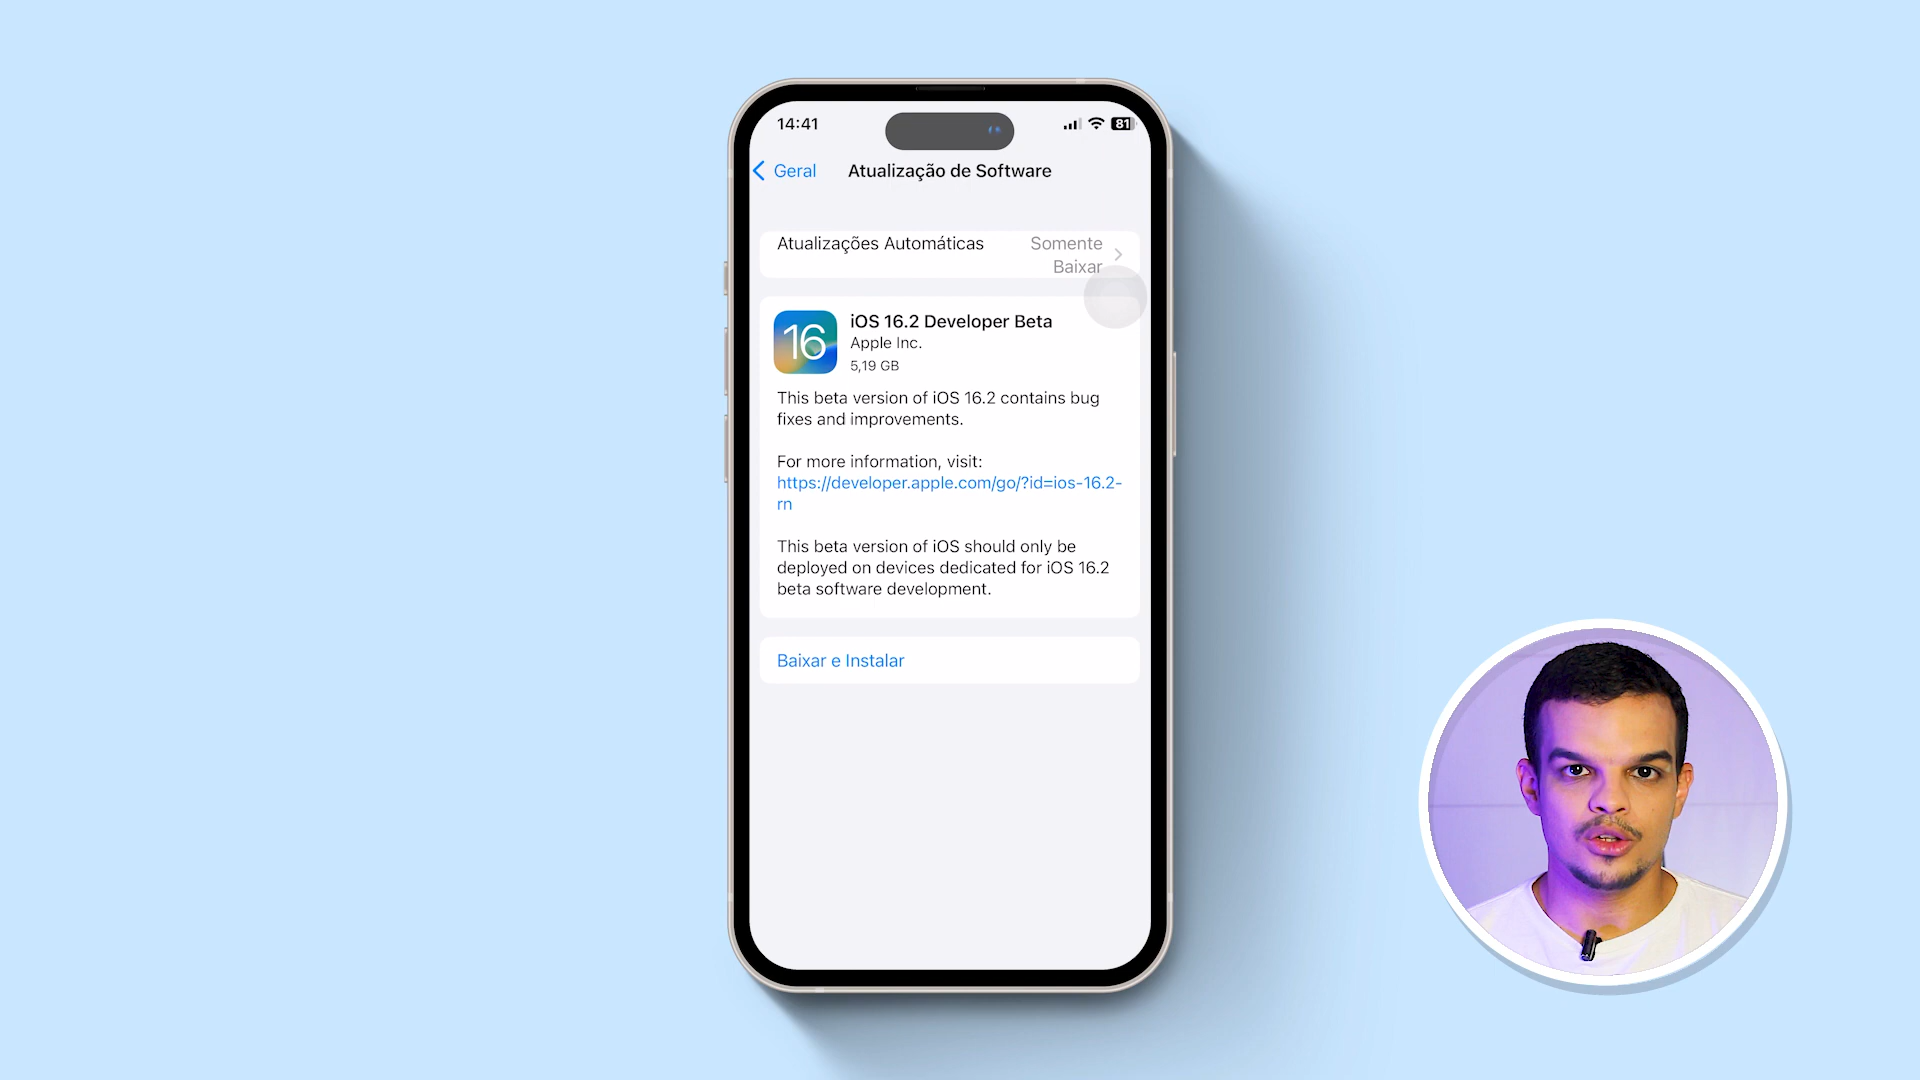 14:41
81
Geral
Atualização de Software
Atualizações Automáticas
Somente
Baixar
16
iOS 16.2 Developer Beta
Apple Inc.
5,19 GB
This beta version of iOS 16.2 contains bug
fixes and improvements.
For more information, visit:
https://developer.apple.com/go/?id=ios-16.2-
rn
This beta version of iOS should only be
deployed on devices dedicated for iOS 16.2
beta software development.
Baixar e Instalar